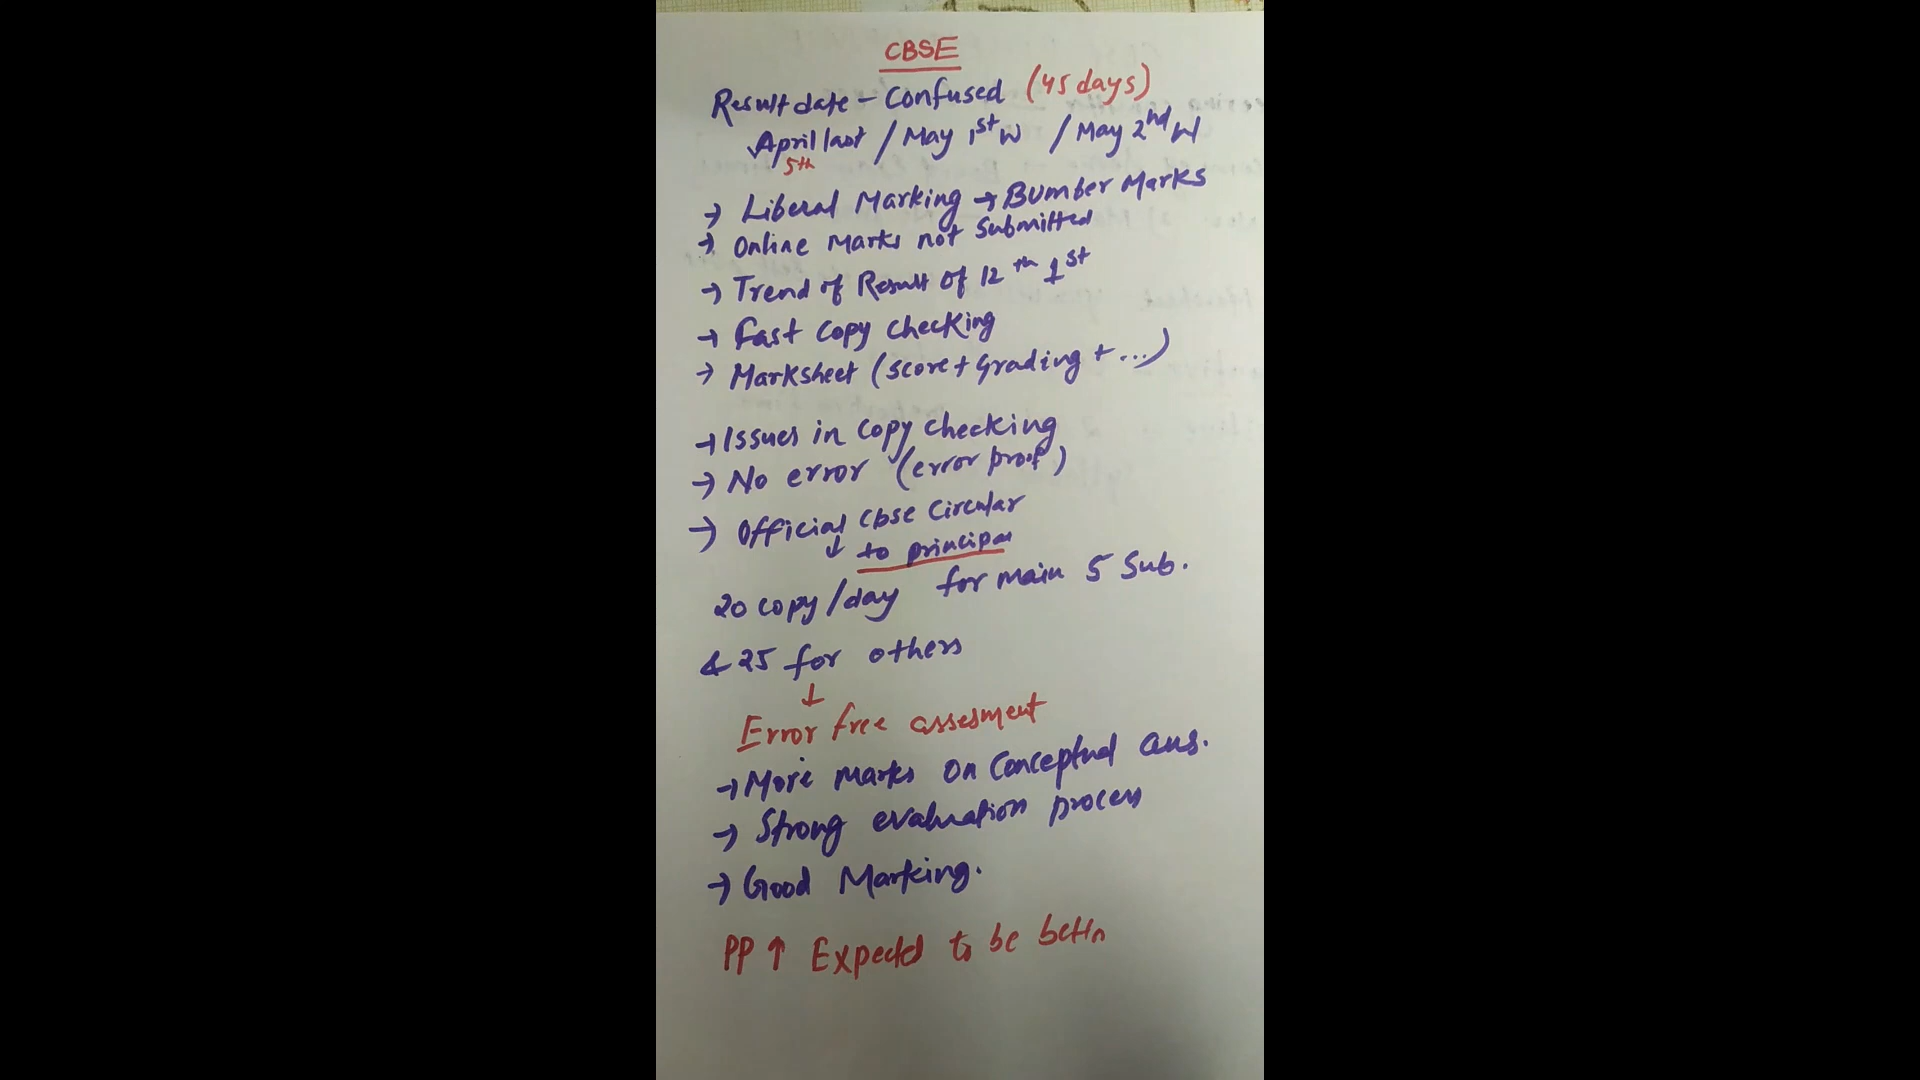 CBSE
Result date - Confused (45 days)
April last / May 1st W / May 2nd W
5th
→ Liberal Marking → Bumber Marks
→ Online Marks not Submitted
→ Trend of Result of 12th 1st
→ Fast Copy checking
→ Marksheet (score + Grading + ...)
→ Issues in Copy checking
→ No error (error proof)
→ Official Cbse Circular
↓ to principal
20 copy/day for main 5 Sub.
& 25 for others
↓
Error free assesment
→ More marks on Conceptual ans.
→ Strong evaluation process
→ Good Marking.
PP ↑ Expected to be better